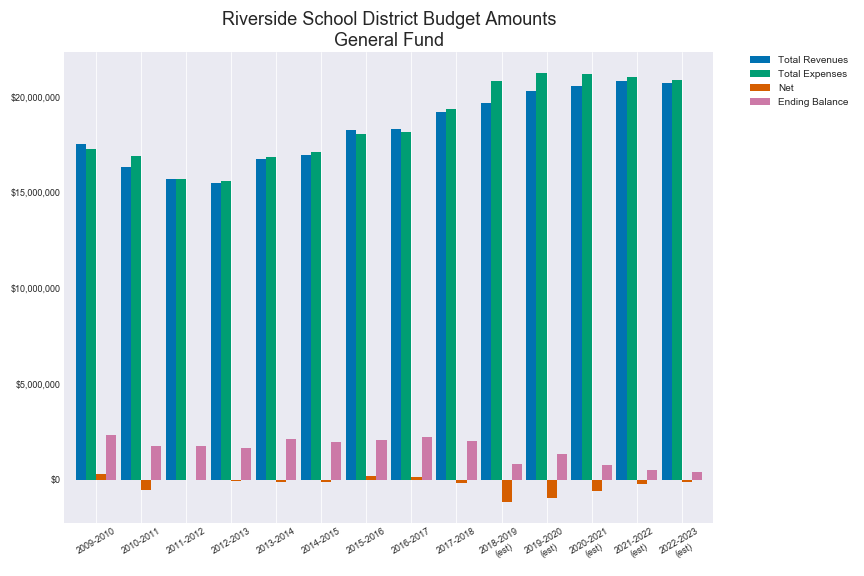 Riverside School District Budget Amounts
General Fund
Total Revenues
Total Expenses
Net
Ending Balance
$20,000,000
$15,000,000
$10,000,000
$5,000,000
$0
2009-2010
2010-2011
2011-2012
2012-2013
2013-2014
2014-2015
2015-2016
2016-2017
2017-2018
2018-2019
(est)
2019-2020
(est)
2020-2021
(est)
2021-2022
(est)
2022-2023
(est)